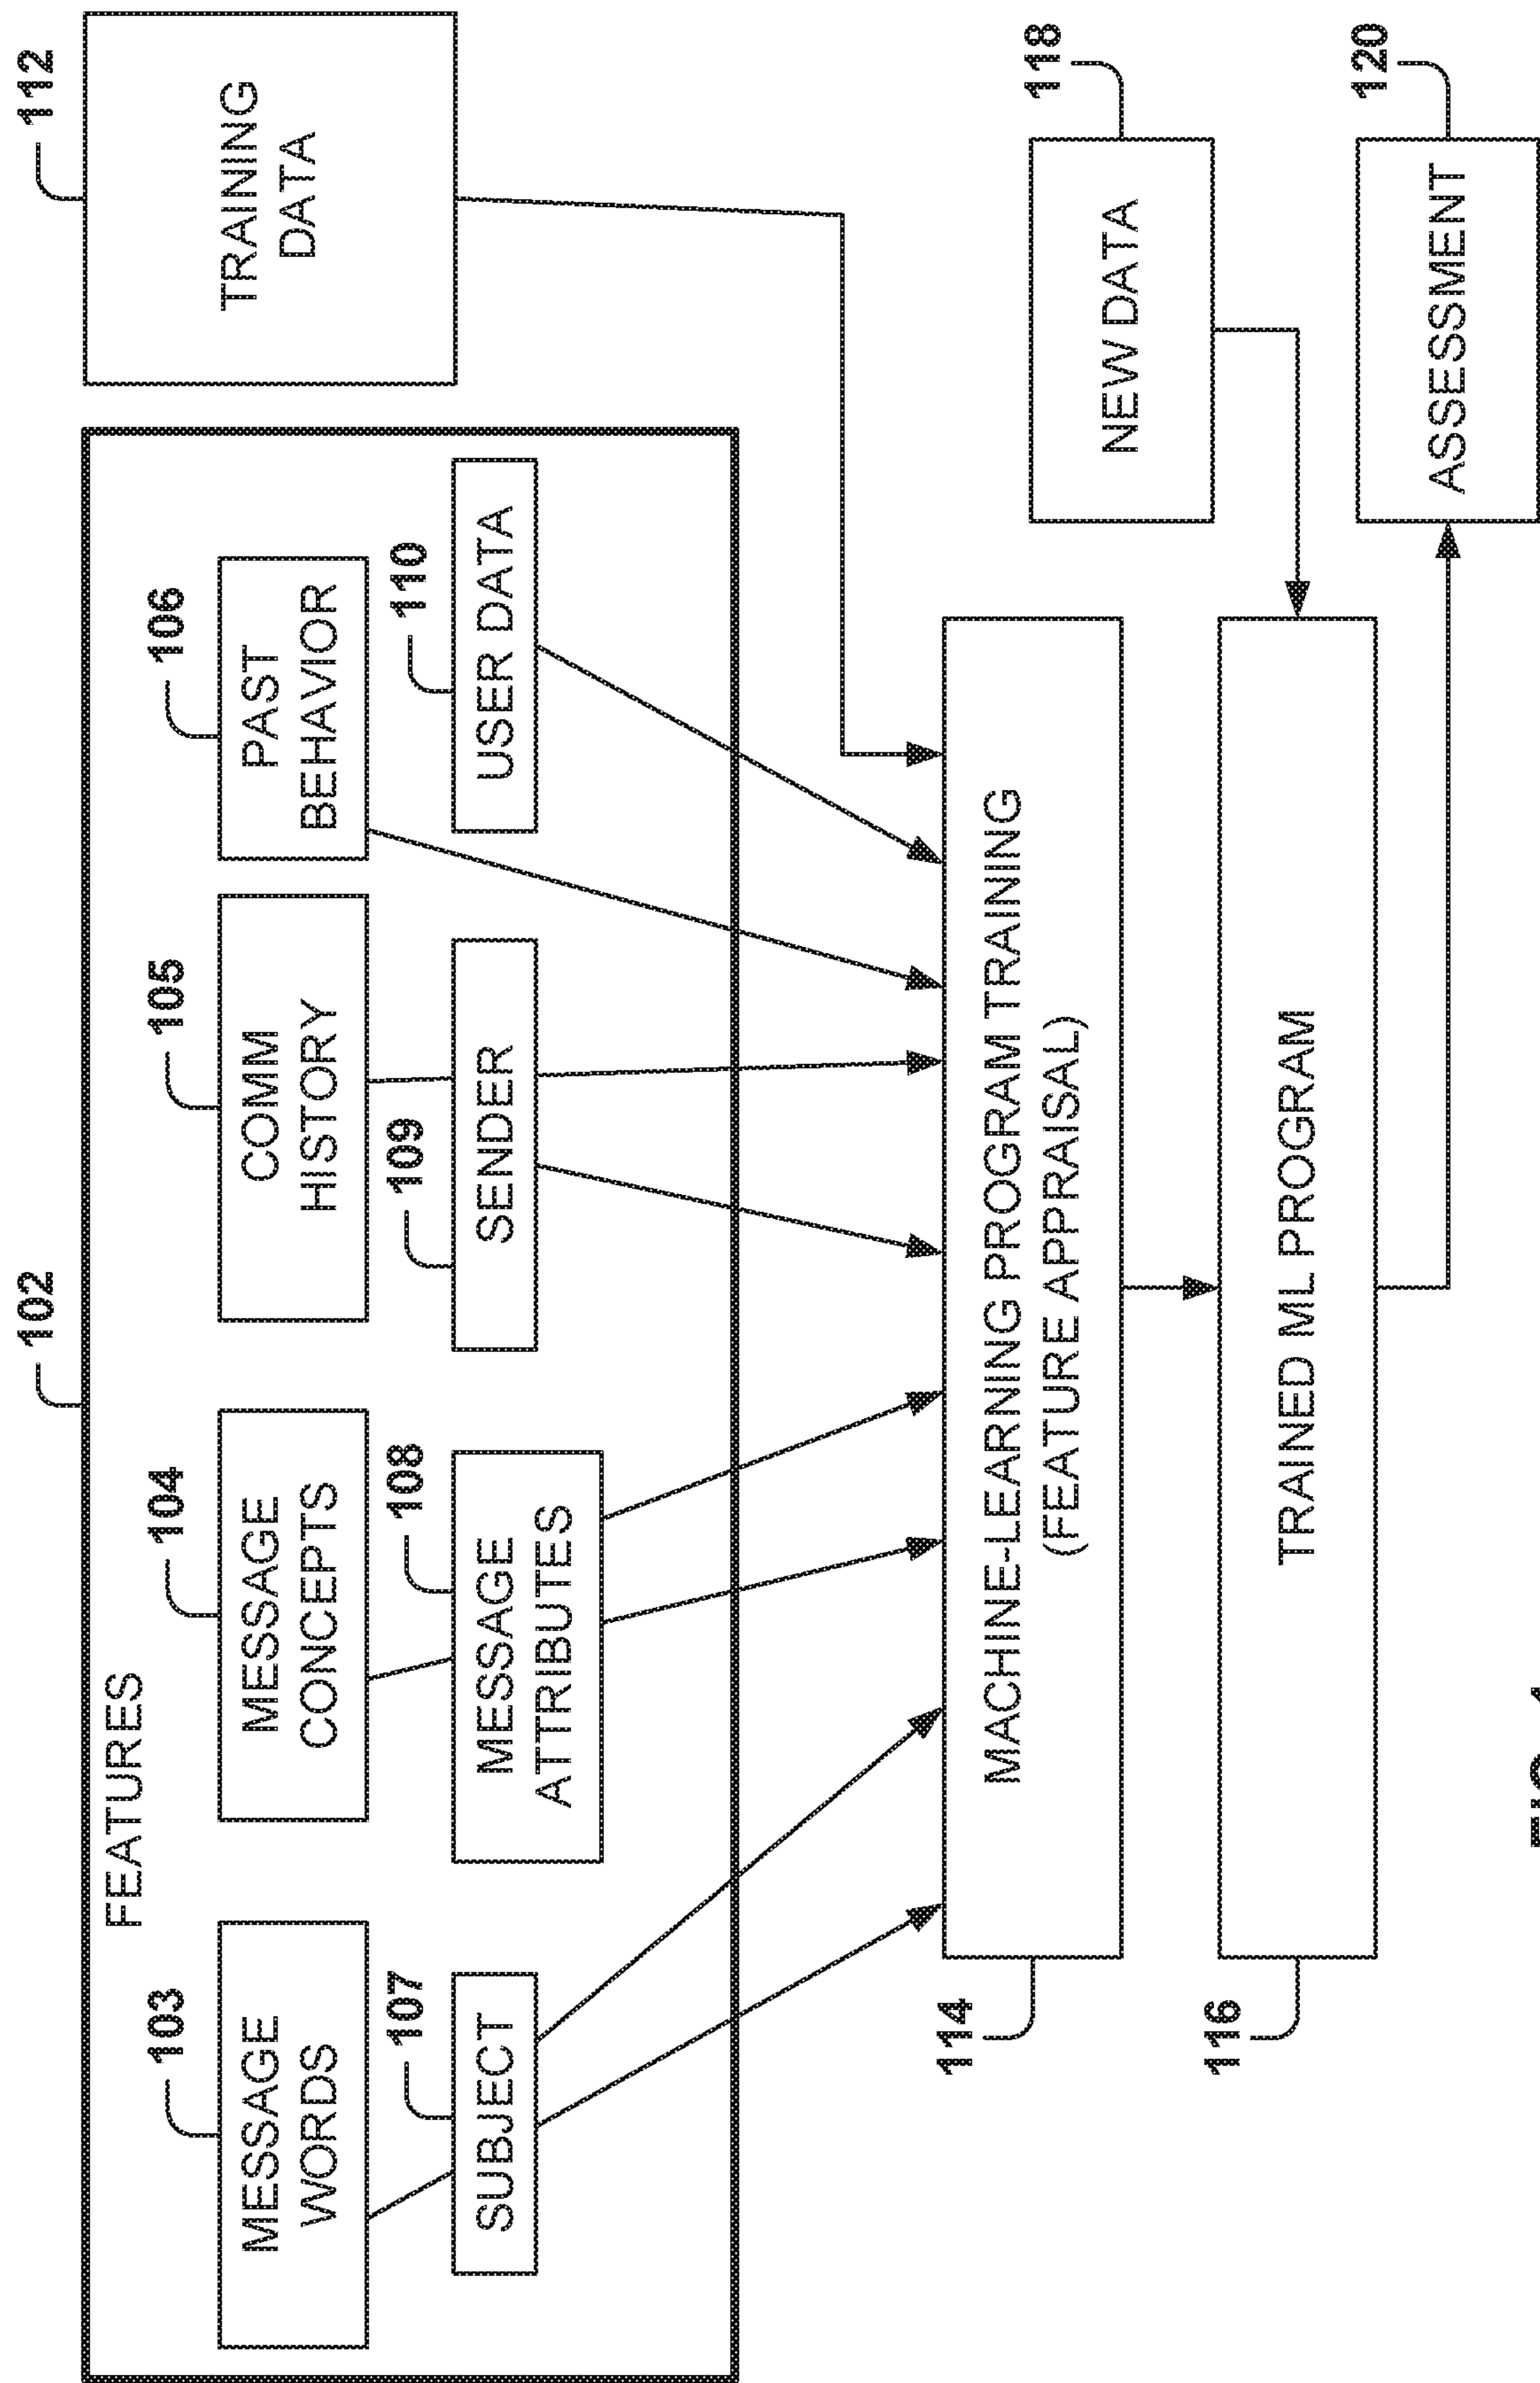 102
112
FEATURES
TRAINING
DATA
103
MESSAGE
WORDS
104
MESSAGE
CONCEPTS
105
COMM
HISTORY
106
PAST
BEHAVIOR
107
SUBJECT
108
MESSAGE
ATTRIBUTES
109
SENDER
110
USER DATA
114
MACHINE-LEARNING PROGRAM TRAINING
(FEATURE APPRAISAL)
118
NEW DATA
116
TRAINED ML PROGRAM
120
ASSESSMENT